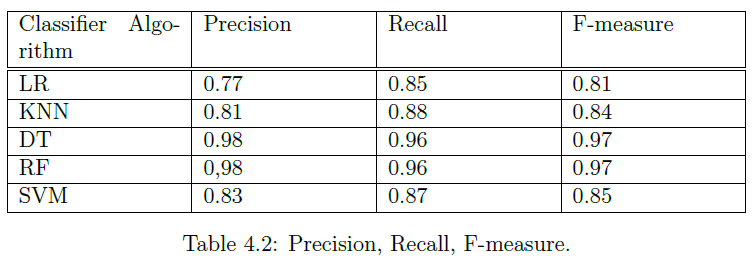 Classifier Algo- Precision Recall F-measure
rithm
LR 0.77 0.85 0.81
KNN 0.81 0.88 0.84
DT 0.98 0.96 0.97
RF 0,98 0.96 0.97
SVM 0.83 0.87 0.85
Table 4.2: Precision, Recall, F-measure.